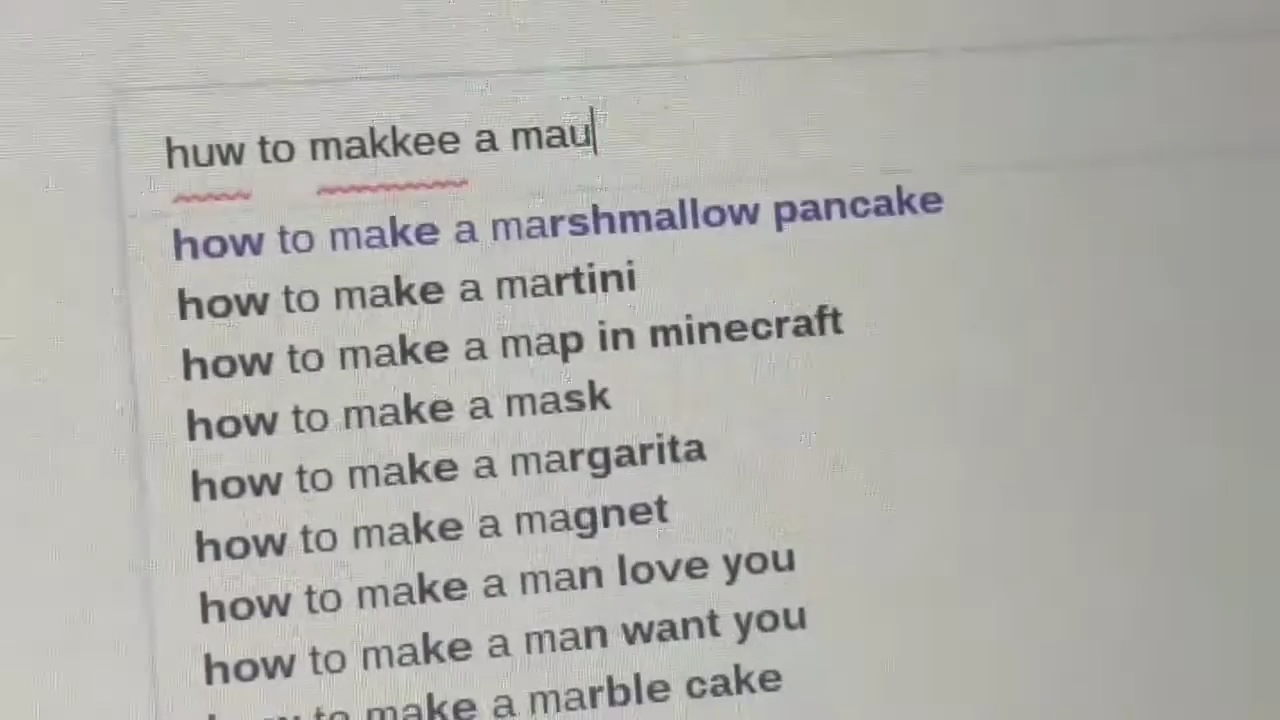 huw to makkee a mau
how to make a marshmallow pancake
how to make a martini
how to make a map in minecraft
how to make a mask
how to make a margarita
how to make a magnet
how to make a man love you
how to make a man want you
how to make a marble cake